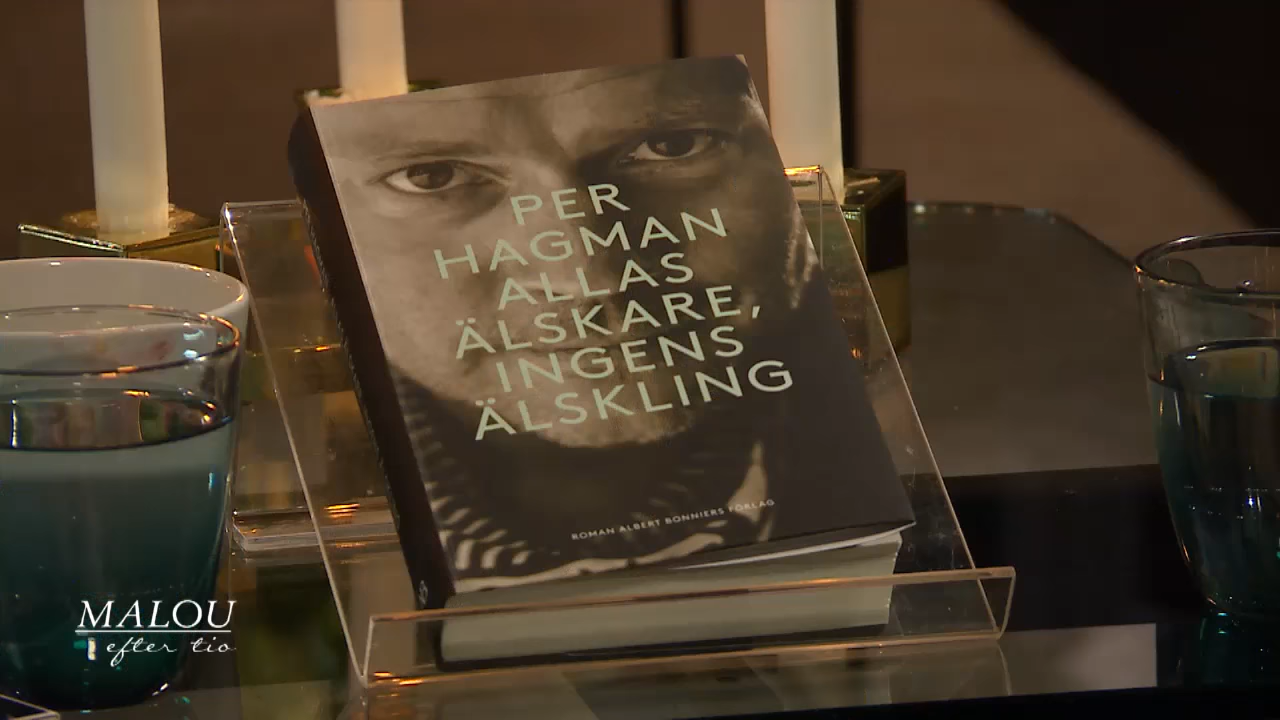 PER
HAGMAN
ALLAS
ÄLSKARE,
INGENS
ÄLSKLING
ROMAN ALBERT BONNIERS FÖRLAG
MALOU
efter tio